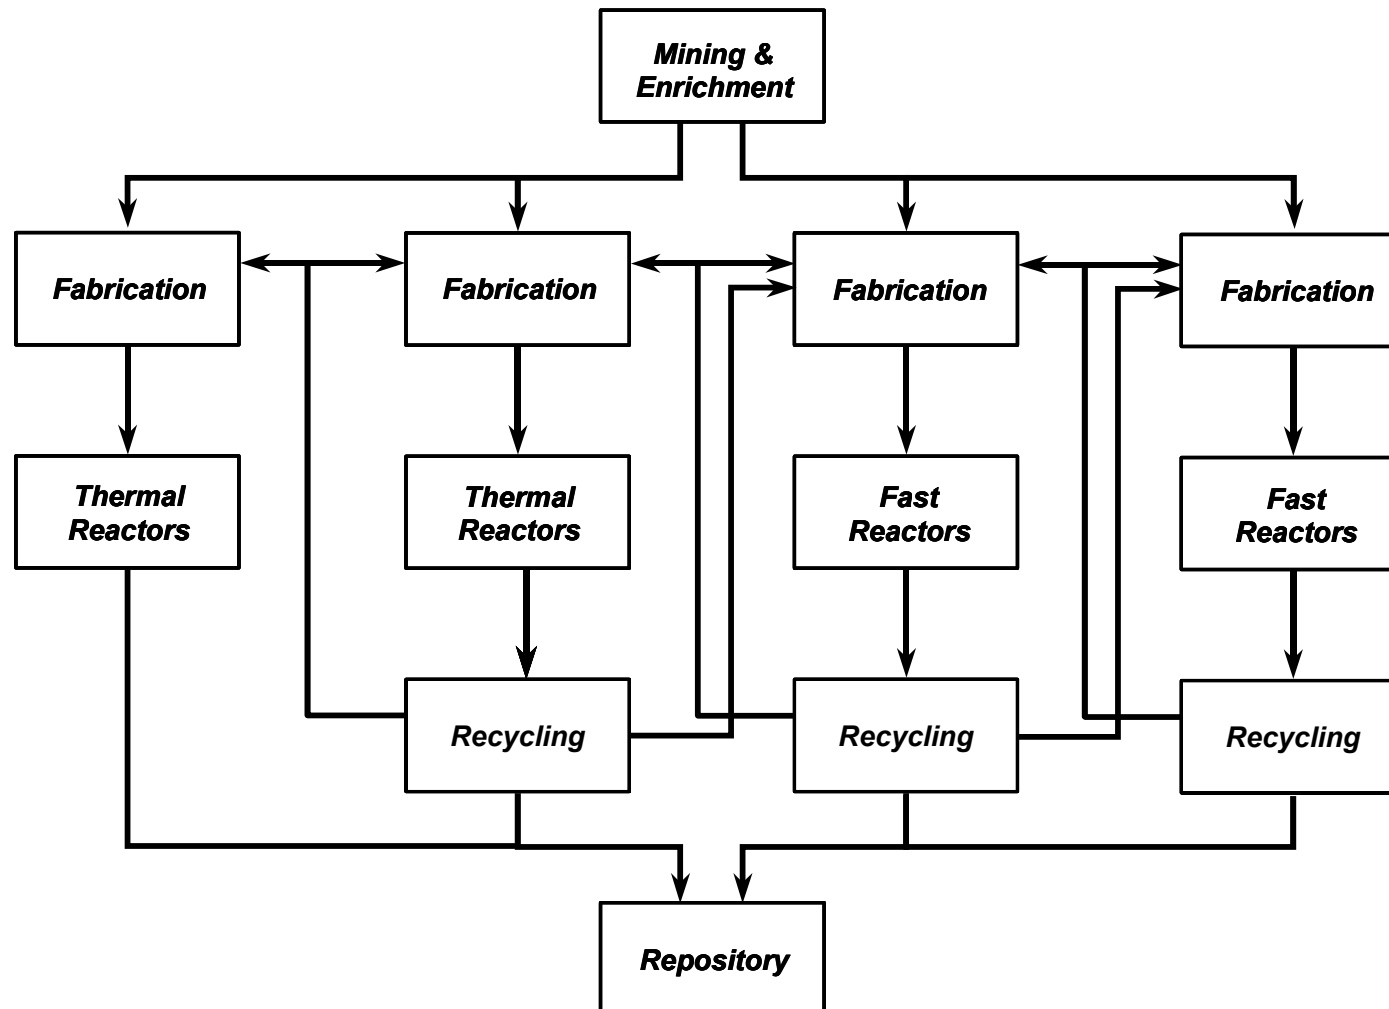 Mining &
Enrichment
Fabrication
Fabrication
Fabrication
Fabrication
Thermal
Reactors
Thermal
Reactors
Fast
Reactors
Fast
Reactors
Recycling
Recycling
Recycling
Repository